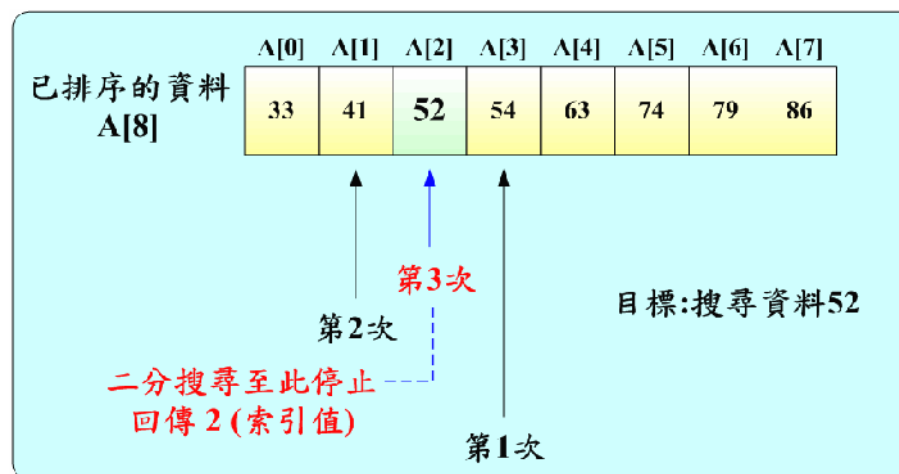 A[0] A[1] A[2] A[3] A[4] A[5] A[6] A[7]
已排序的資料
A[8]
33 41 52 54 63 74 79 86
第3次
目標:搜尋資料52
第2次
二分搜尋至此停止
回傳 2 (索引值)
第1次